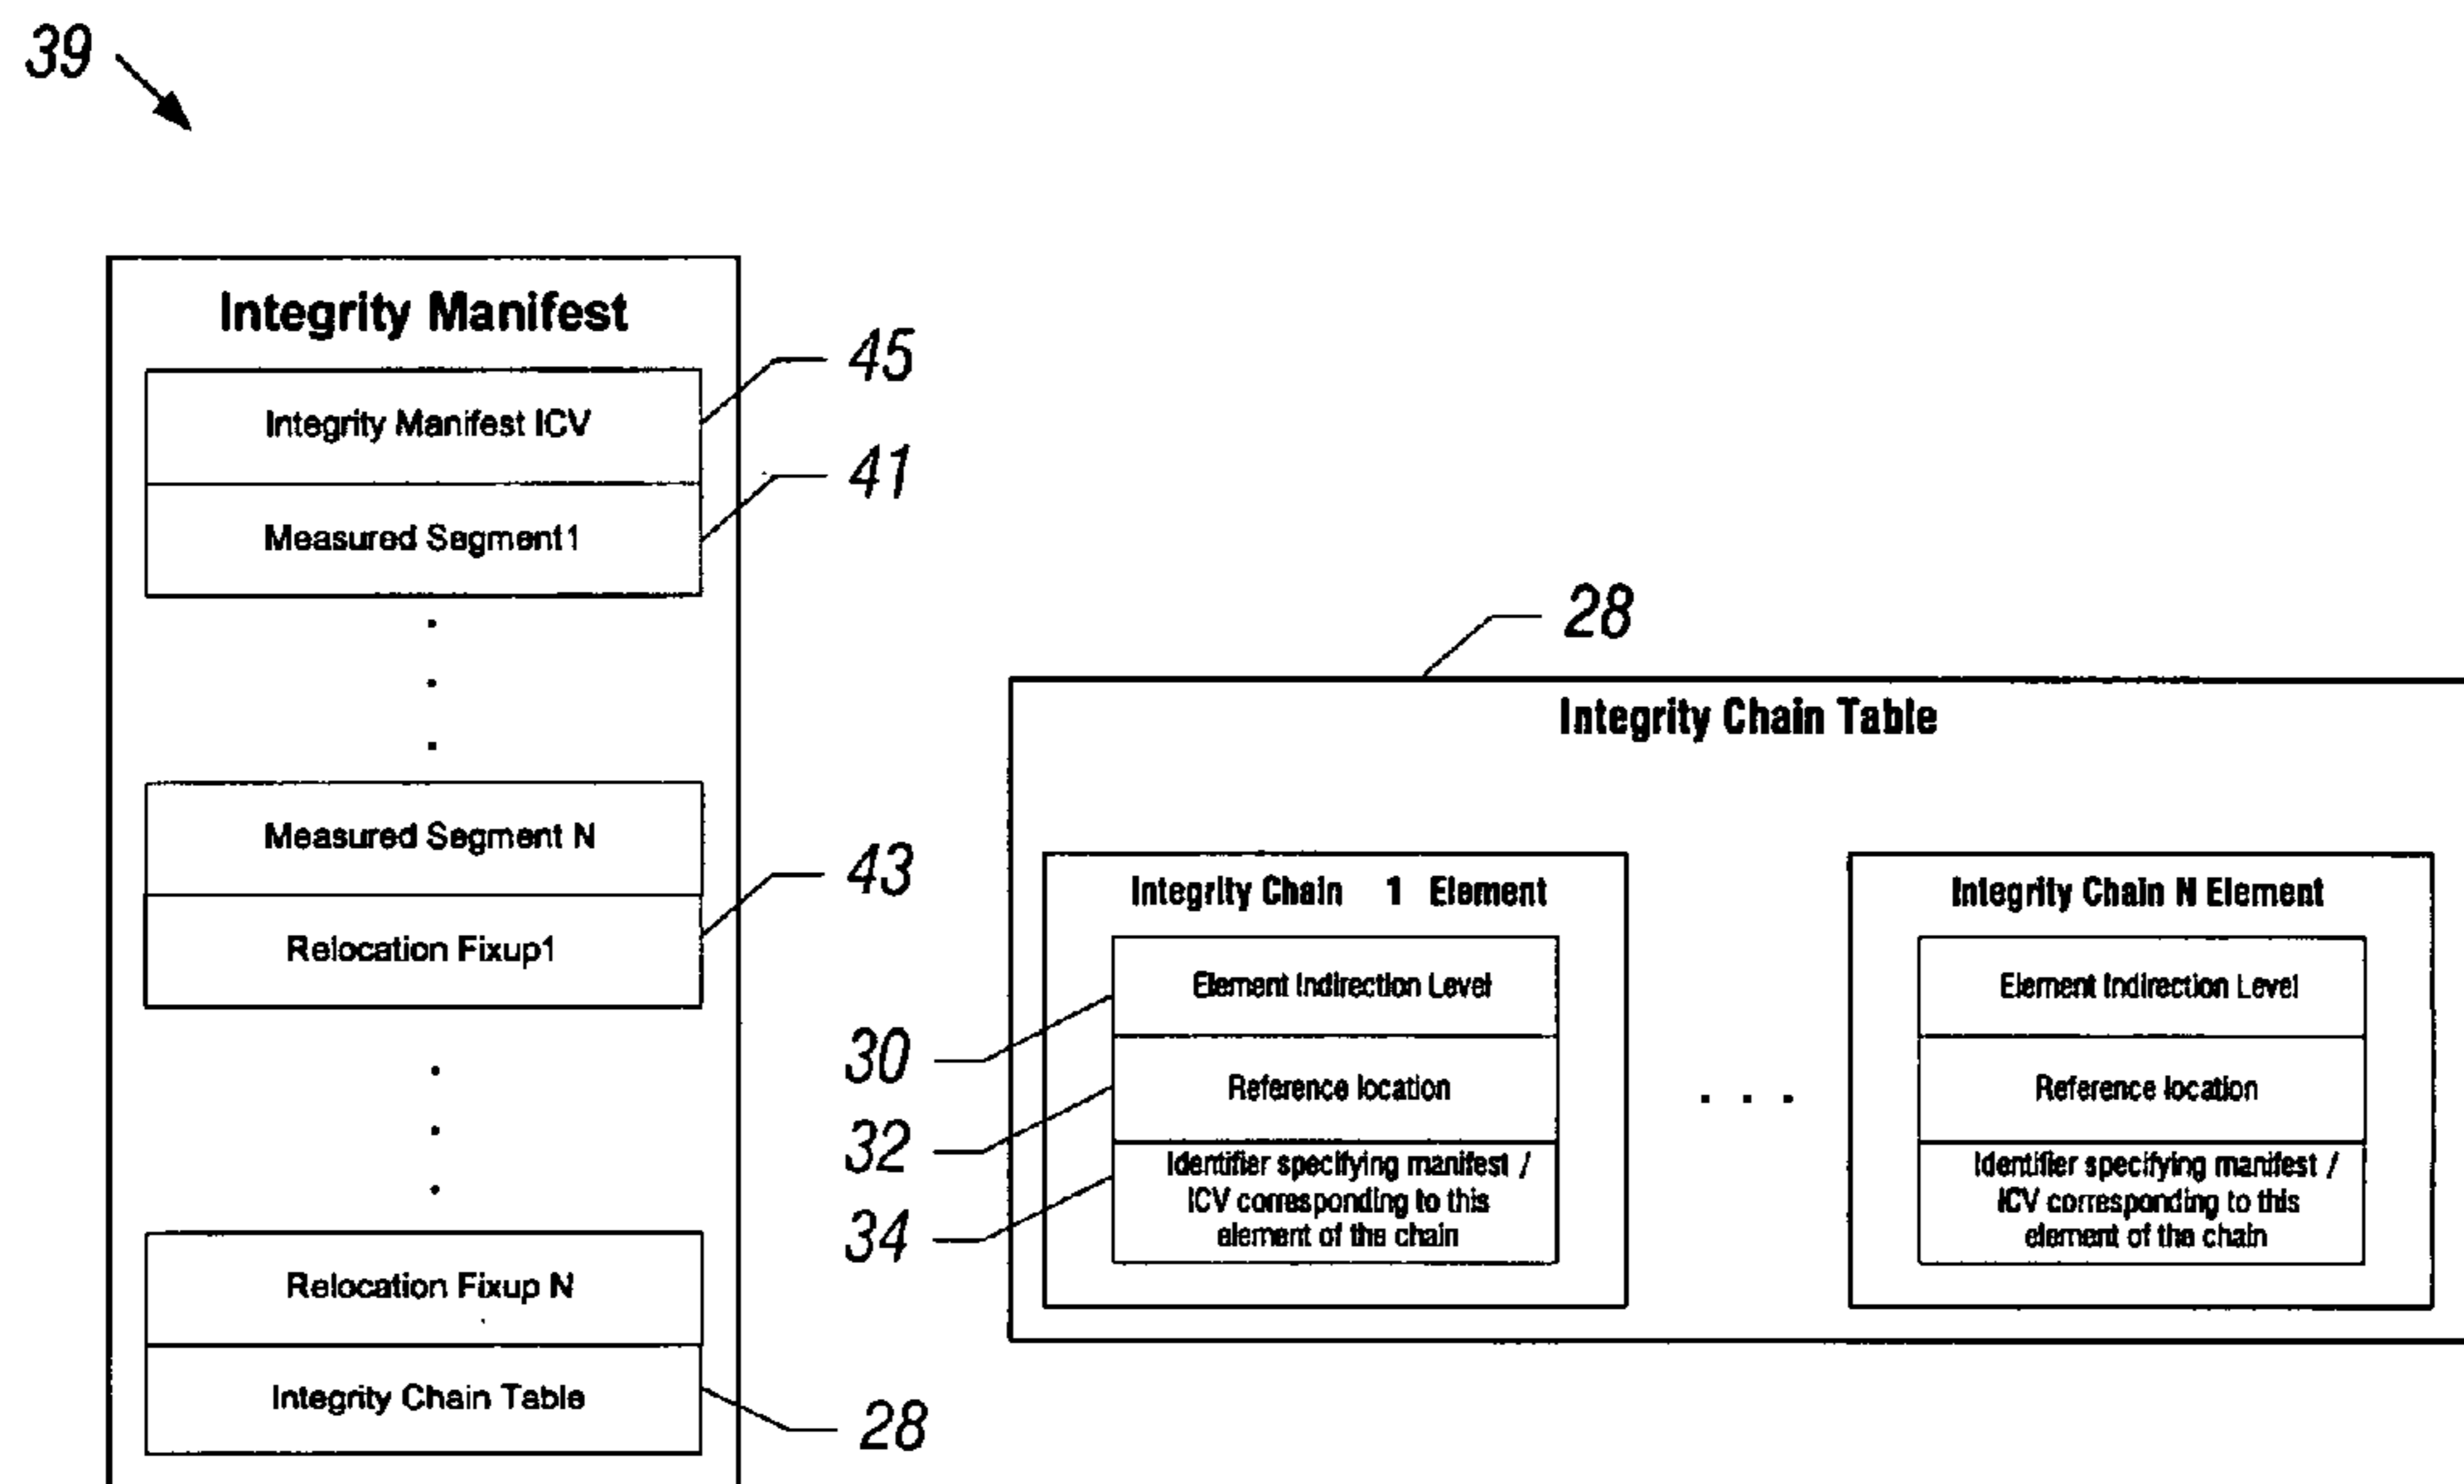 39
Integrity Manifest
Integrity Manifest ICV
45
Measured Segment1
41
Measured Segment N
Relocation Fixup1
43
Relocation Fixup N
Integrity Chain Table
28
28
Integrity Chain Table
Integrity Chain 1 Element
Element Indirection Level
30
Reference location
32
Identifier specifying manifest /
ICV corresponding to this
element of the chain
34
. . .
Integrity Chain N Element
Element Indirection Level
Reference location
Identifier specifying manifest /
ICV corresponding to this
element of the chain